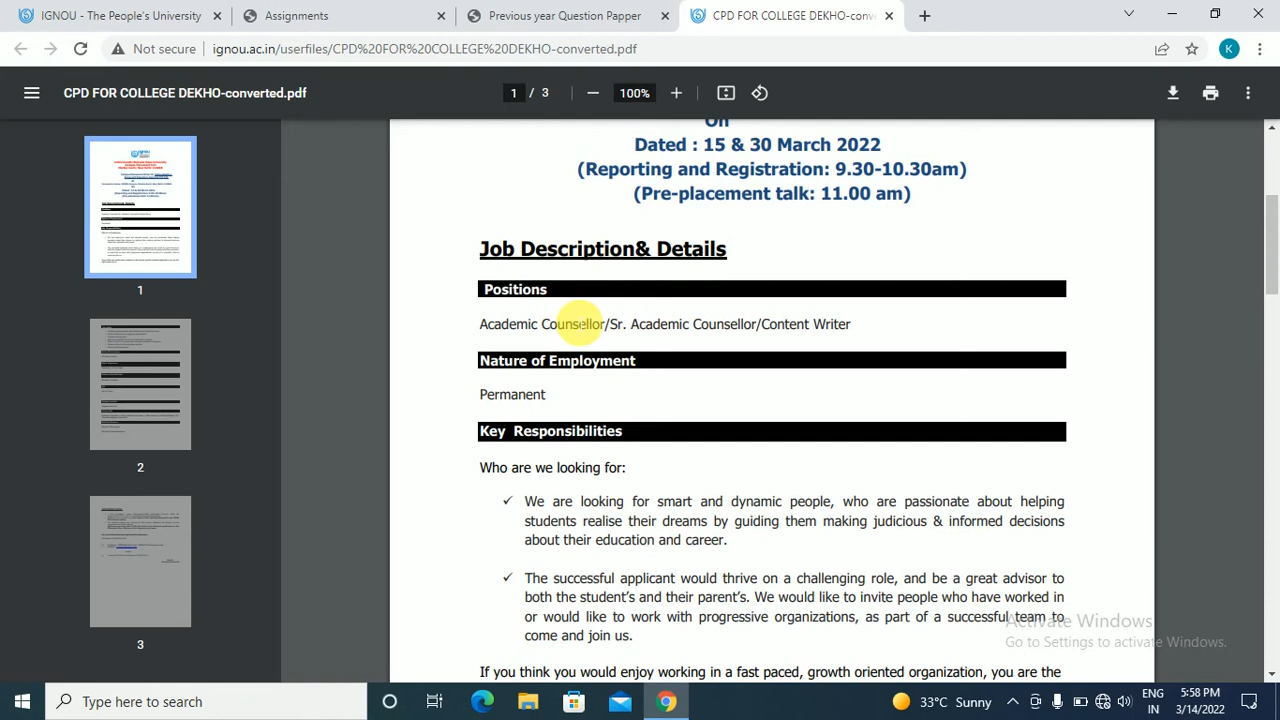 IGNOU - The People's University
Assignments
Previous year Question Papper
CPD FOR COLLEGE DEKHO-conv
Not secure
ignou.ac.in/userfiles/CPD%20FOR%20COLLEGE%20DEKHO-converted.pdf
K
CPD FOR COLLEGE DEKHO-converted.pdf
1 / 3
100%
On
Dated : 15 & 30 March 2022
(Reporting and Registration: 9.30-10.30am)
(Pre-placement talk: 11.00 am)
Job Description& Details
Positions
Academic Counsellor/Sr. Academic Counsellor/Content Writer
Nature of Employment
Permanent
Key Responsibilities
Who are we looking for:
We are looking for smart and dynamic people, who are passionate about helping
students realise their dreams by guiding them making judicious & informed decisions
about their education and career.
The successful applicant would thrive on a challenging role, and be a great advisor to
both the student's and their parent's. We would like to invite people who have worked in
or would like to work with progressive organizations, as part of a successful team to
come and join us.
If you think you would enjoy working in a fast paced, growth oriented organization, you are the
1
2
3
Activate Windows
Go to Settings to activate Windows.
Type here to search
33°C Sunny
ENG
IN
5:58 PM
3/14/2022